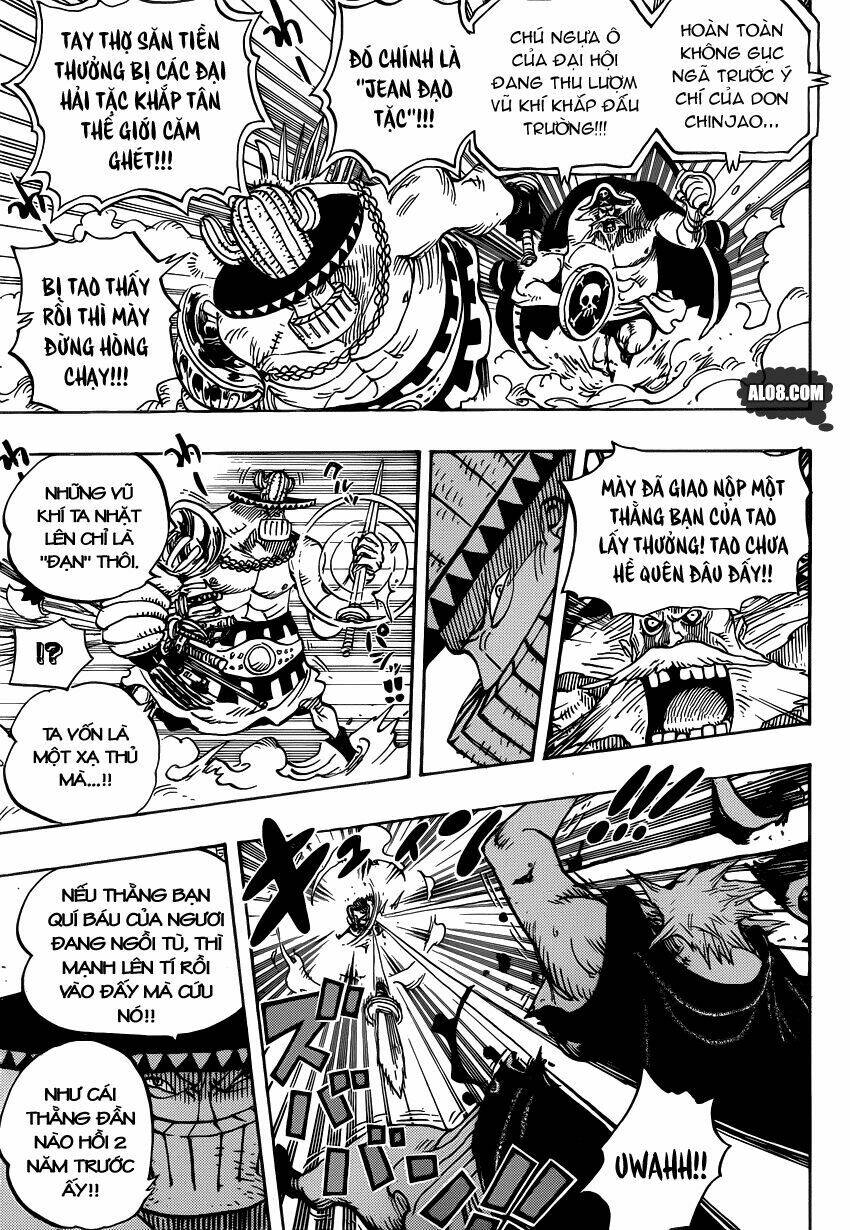 HOÀN TOÀN
KHÔNG GỤC
NGÃ TRƯỚC Ý
CHÍ CỦA DON
CHINJAO...
CHÚ NGỰA Ô
CỦA ĐẠI HỘI
ĐANG THU LƯỢM
VŨ KHÍ KHẮP ĐẤU
TRƯỜNG!!!
ĐÓ CHÍNH LÀ
"JEAN ĐẠO
TẶC"!!!
TAY THỢ SĂN TIỀN
THƯỞNG BỊ CÁC ĐẠI
HẢI TẶC KHẮP TÂN
THẾ GIỚI CĂM
GHÉT!!!
BỊ TAO THẤY
RỒI THÌ MÀY
ĐỪNG HÒNG
CHẠY!!!
ALO8.COM
MÀY ĐÃ GIAO NỘP MỘT
THẰNG BẠN CỦA TAO
LẤY THƯỞNG! TAO CHƯA
HỀ QUÊN ĐÂU ĐẤY!!
NHỮNG VŨ
KHÍ TA NHẶT
LÊN CHỈ LÀ
"ĐẠN" THÔI.
!?
TA VỐN LÀ
MỘT XẠ THỦ
MÀ...!!
ドドドド
UWAHH!!
NẾU THẰNG BẠN
QUÍ BÁU CỦA NGƯƠI
ĐANG NGỒI TÙ, THÌ
MẠNH LÊN TÍ RỒI
VÀO ĐẤY MÀ CỨU
NÓ!!
NHƯ CÁI
THẰNG ĐẦN
NÀO HỒI 2
NĂM TRƯỚC
ẤY!!